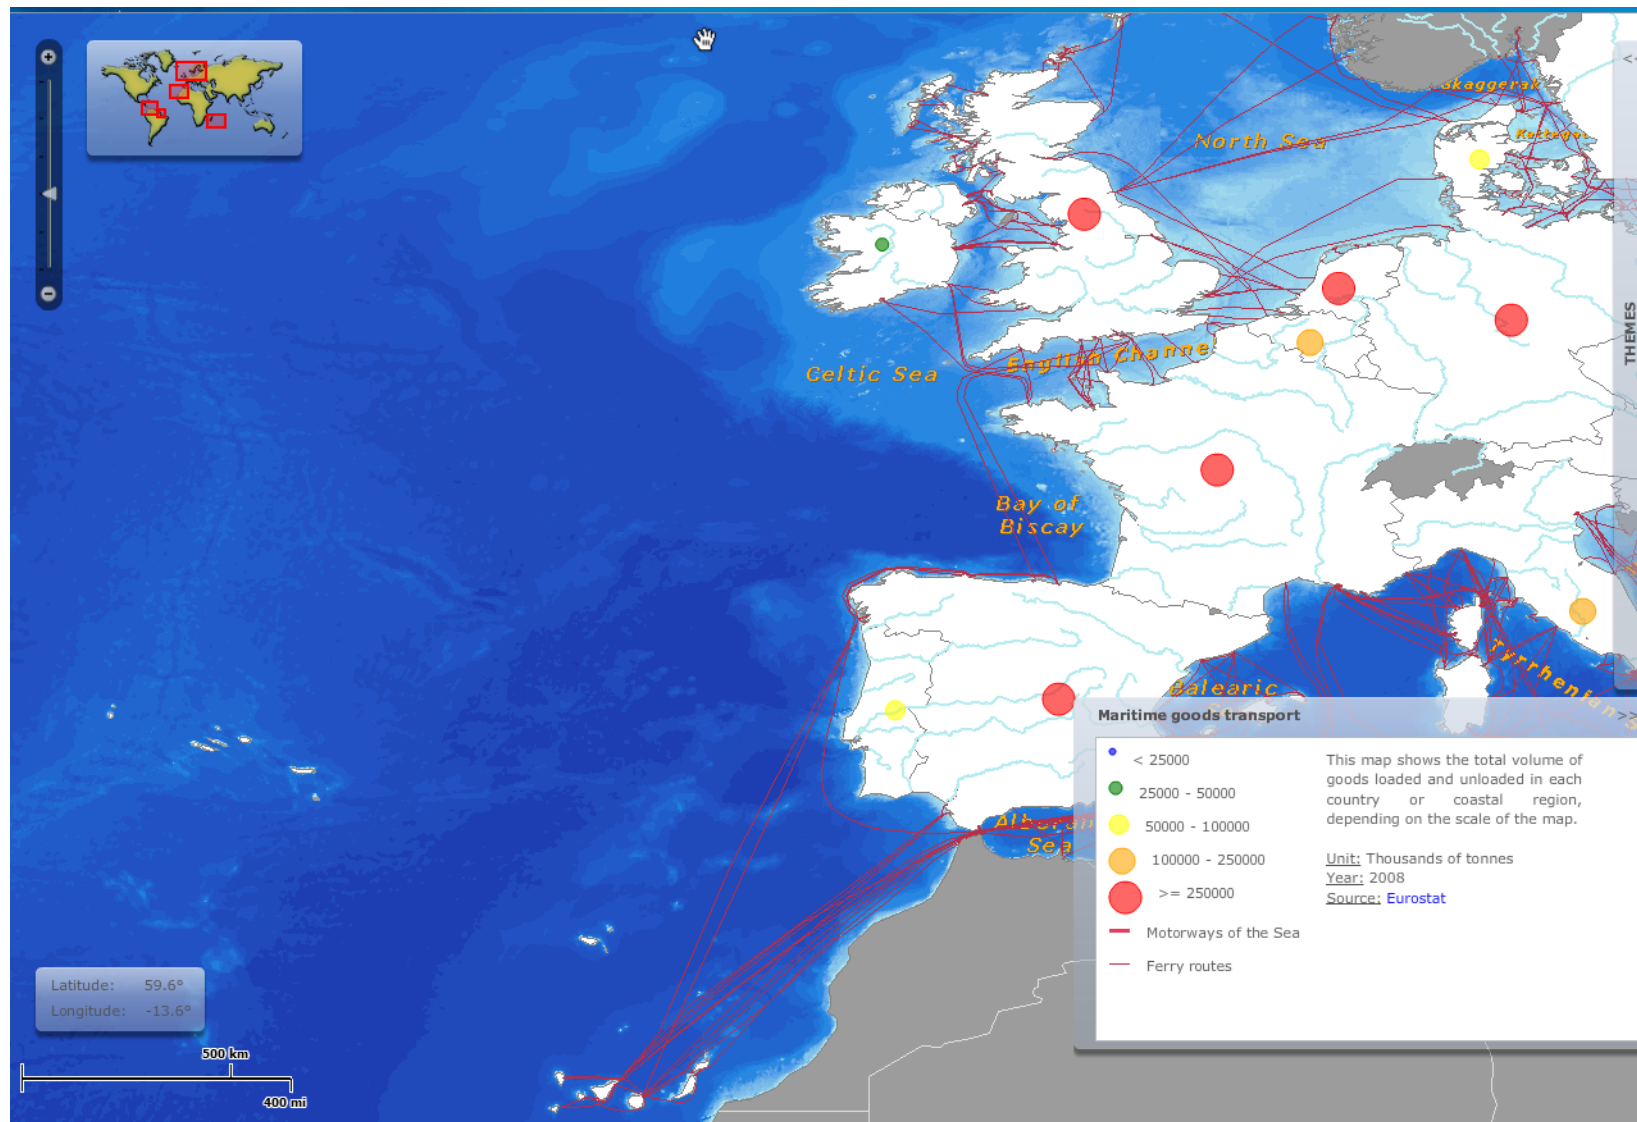 Skaggerak
Kattegat
North Sea
Celtic Sea
English Channel
Bay of
Biscay
THEMES
Tyrrhenian S
Balearic
Alboran
Sea
Maritime goods transport
>>
< 25000
25000 - 50000
50000 - 100000
100000 - 250000
>= 250000
Motorways of the Sea
Ferry routes
This map shows the total volume of
goods loaded and unloaded in each
country or coastal region,
depending on the scale of the map.
Unit: Thousands of tonnes
Year: 2008
Source: Eurostat
Latitude: 59.6°
Longitude: -13.6°
500 km
400 mi